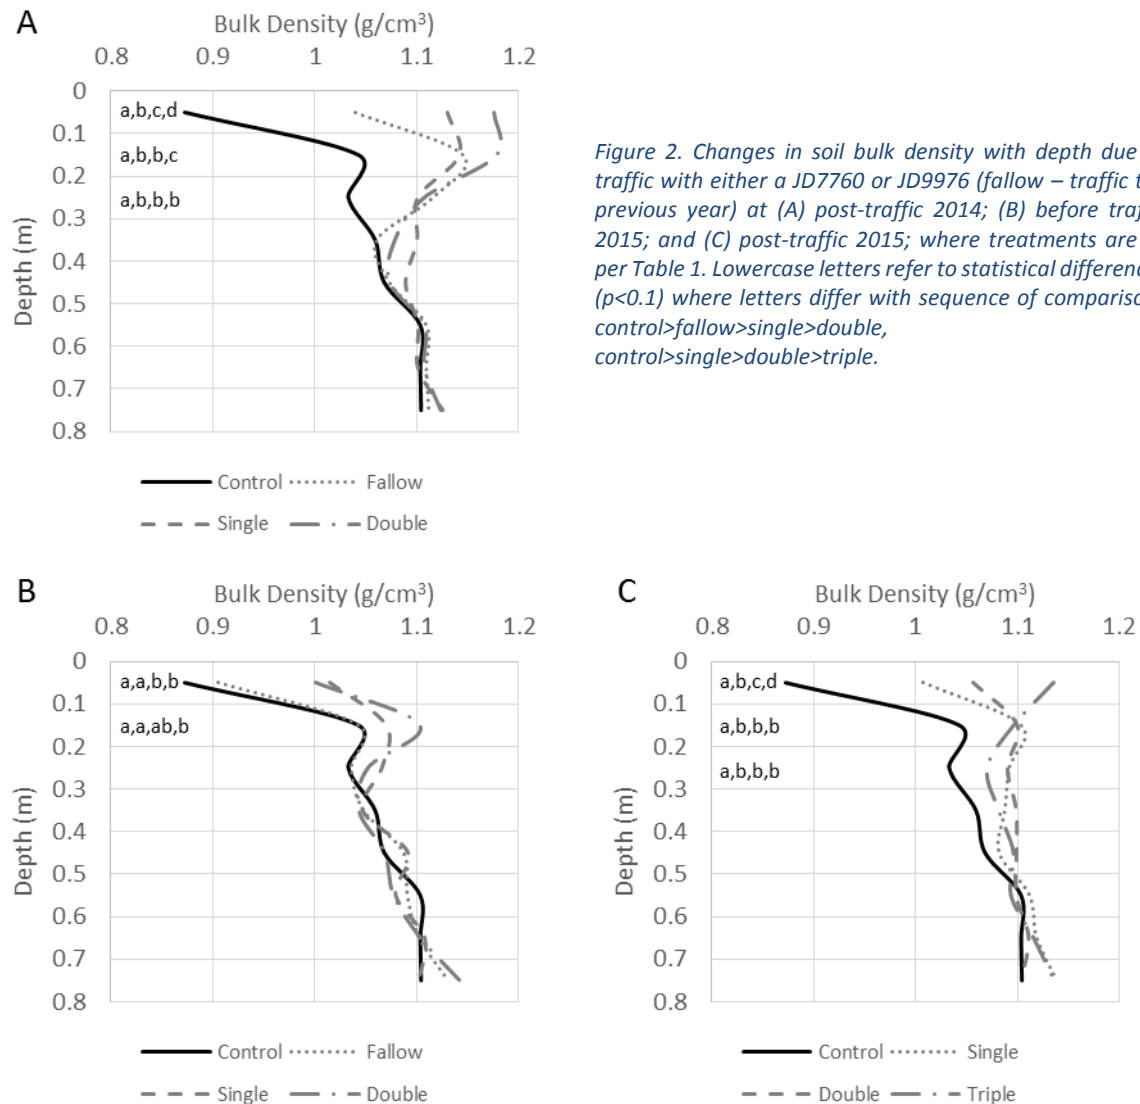 A
Bulk Density (g/cm³)
0.8 0.9 1 1.1 1.2
0
0.1
0.2
0.3
0.4
0.5
0.6
0.7
0.8
Depth (m)
a,b,c,d
a,b,b,c
a,b,b,b
Control Fallow
Single Double
Figure 2. Changes in soil bulk density with depth due
traffic with either a JD7760 or JD9976 (fallow – traffic t
previous year) at (A) post-traffic 2014; (B) before traf
2015; and (C) post-traffic 2015; where treatments are
per Table 1. Lowercase letters refer to statistical differenc
(p<0.1) where letters differ with sequence of compariso
control>fallow>single>double,
control>single>double>triple.
B
Bulk Density (g/cm³)
0.8 0.9 1 1.1 1.2
0
0.1
0.2
0.3
0.4
0.5
0.6
0.7
0.8
Depth (m)
a,a,b,b
a,a,ab,b
Control Fallow
Single Double
C
Bulk Density (g/cm³)
0.8 0.9 1 1.1 1.2
0
0.1
0.2
0.3
0.4
0.5
0.6
0.7
0.8
Depth (m)
a,b,c,d
a,b,b,b
a,b,b,b
Control Single
Double Triple